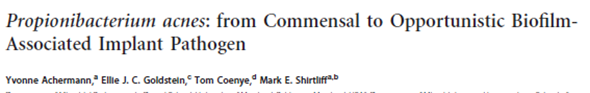 Propionibacterium acnes: from Commensal to Opportunistic Biofilm-
Associated Implant Pathogen
Yvonne Achermann,a Ellie J. C. Goldstein,c Tom Coenye,d Mark E. Shirtliffa,b